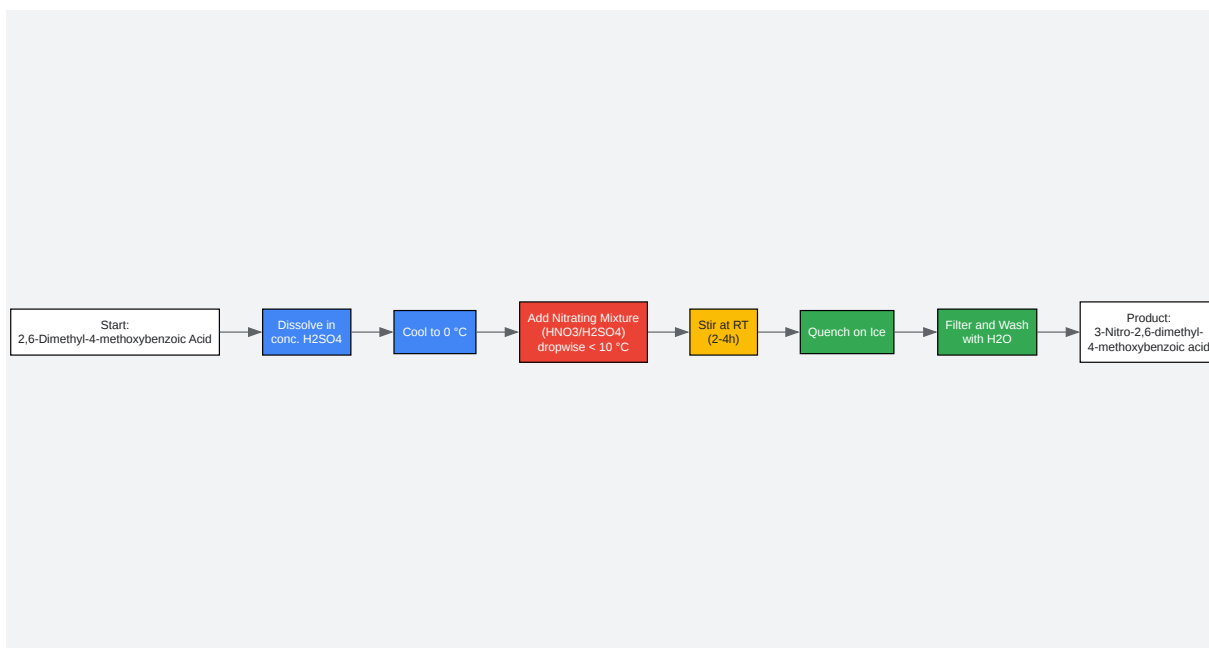 Start:
2,6-Dimethyl-4-methoxybenzoic Acid
Dissolve in
conc. H2SO4
Cool to 0 °C
Add Nitrating Mixture
(HNO3/H2SO4)
dropwise < 10 °C
Stir at RT
(2-4h)
Quench on Ice
Filter and Wash
with H2O
Product:
3-Nitro-2,6-dimethyl-
4-methoxybenzoic acid